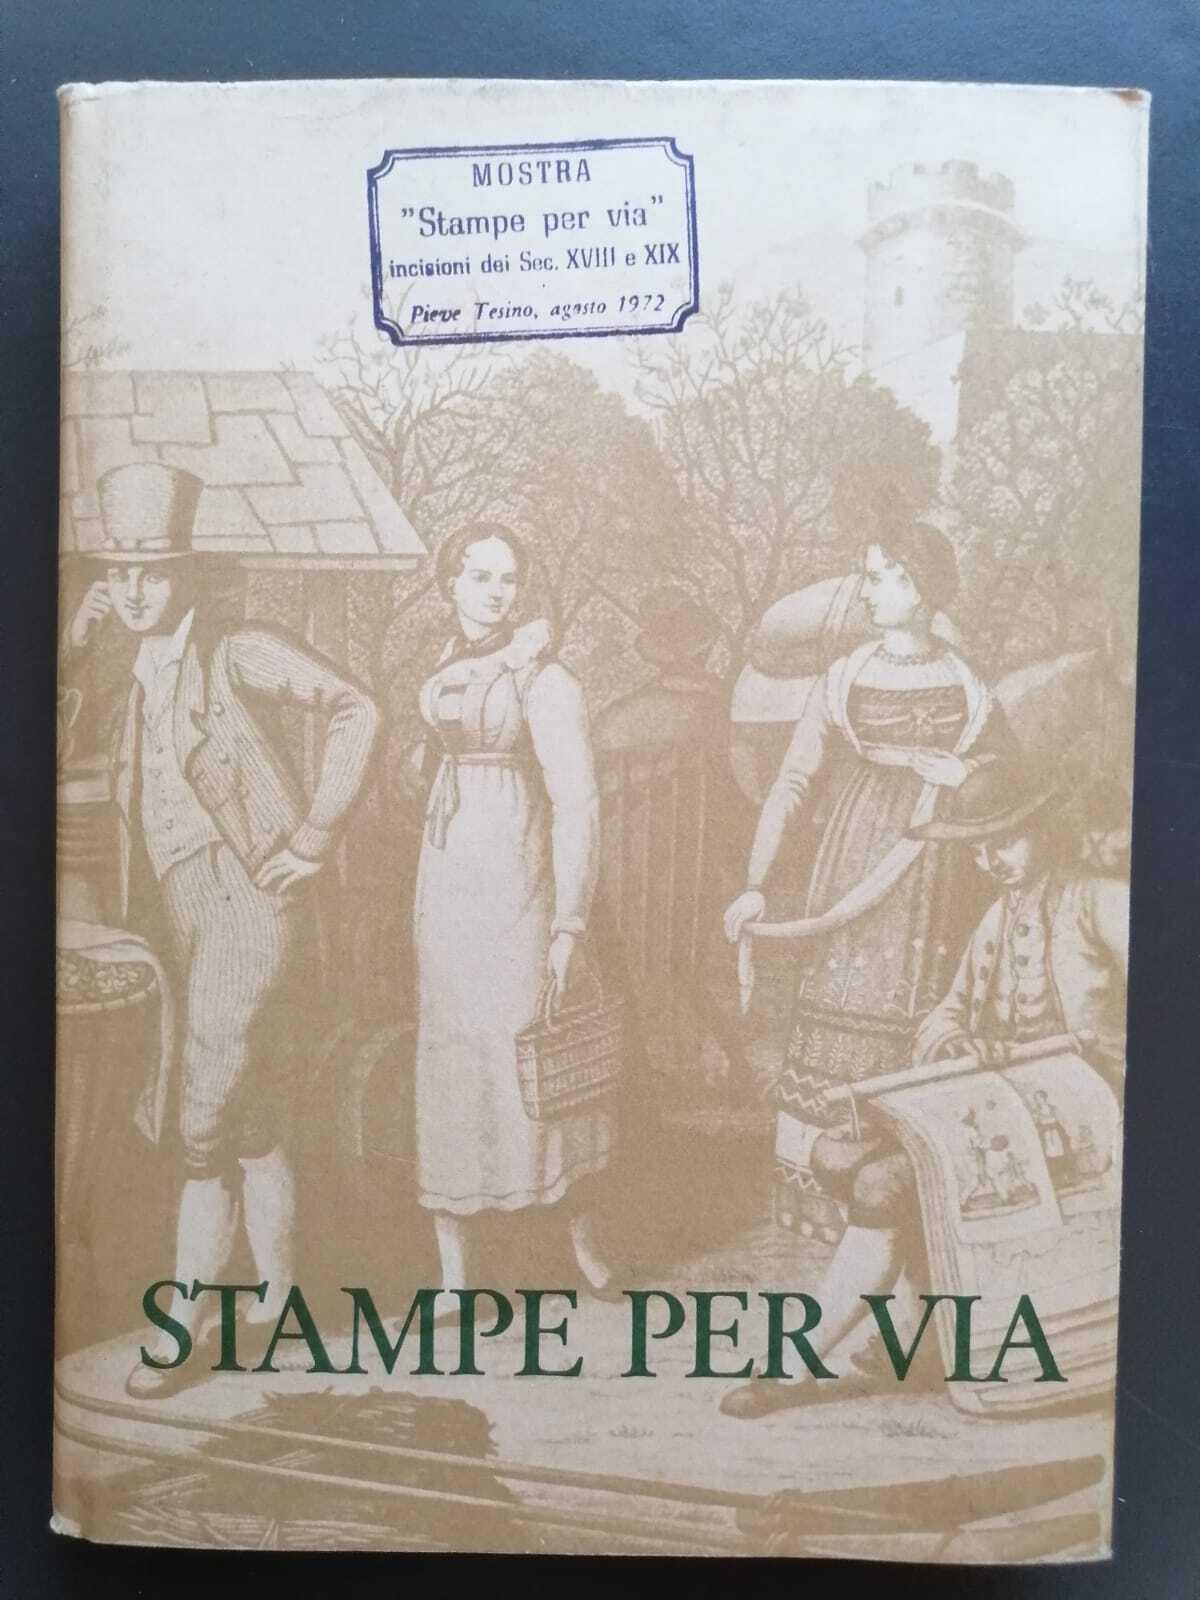 MOSTRA
"Stampe per via"
incisioni dei Sec. XVIII e XIX
Pieve Tesino, agosto 1972
STAMPE PER VIA